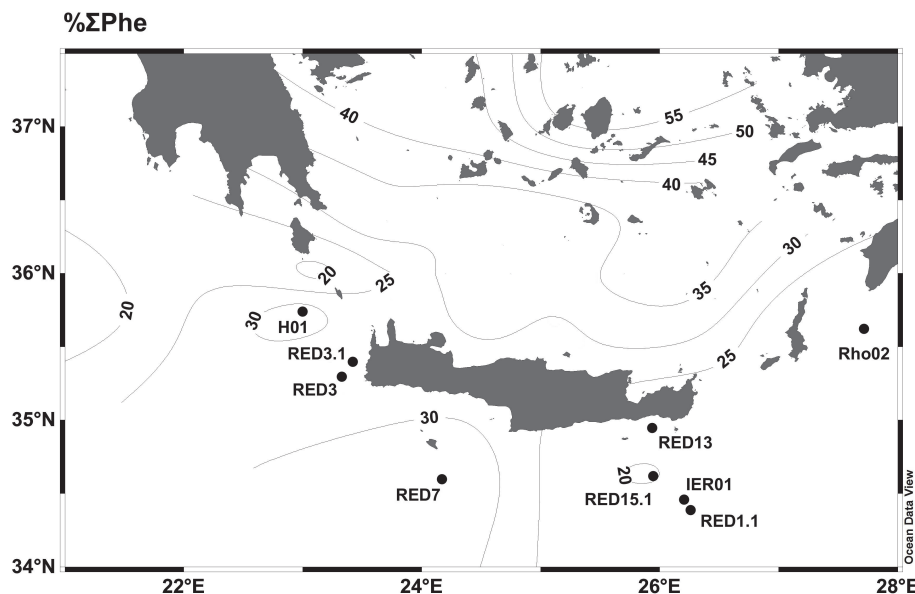 %ΣPhe
37°N
36°N
35°N
34°N
22°E
24°E
26°E
28°E
40
55
50
45
40
35
30
25
20
25
20
30
30
20
H01
RED3.1
RED3
RED7
RED13
RED15.1
IER01
RED1.1
Rho02
Ocean Data View